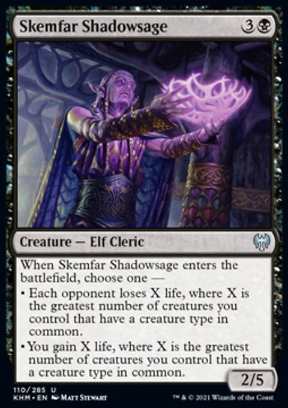 Skemfar Shadowsage 3
Creature — Elf Cleric
When Skemfar Shadowsage enters the
battlefield, choose one —
• Each opponent loses X life, where X is
the greatest number of creatures you
control that have a creature type in
common.
• You gain X life, where X is the greatest
number of creatures you control that have
a creature type in common.
2/5
110/285 U
KHM • EN MATT STEWART
™ & © 2021 Wizards of the Coast